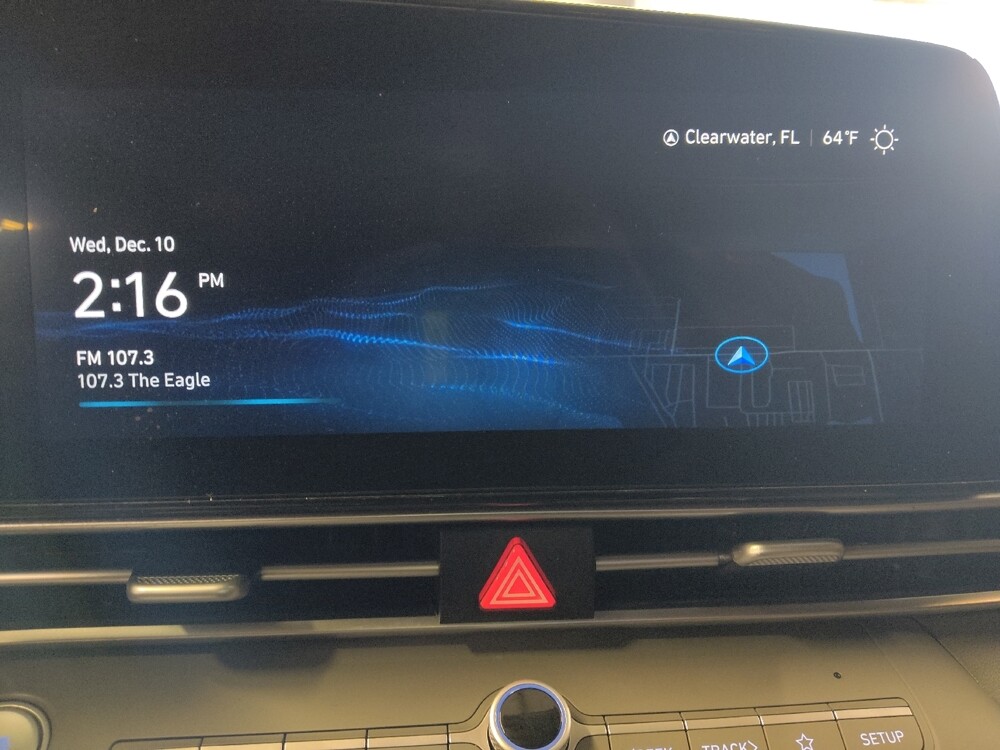 Clearwater, FL | 64°F
Wed, Dec. 10
2:16 PM
FM 107.3
107.3 The Eagle
TRACK
SETUP